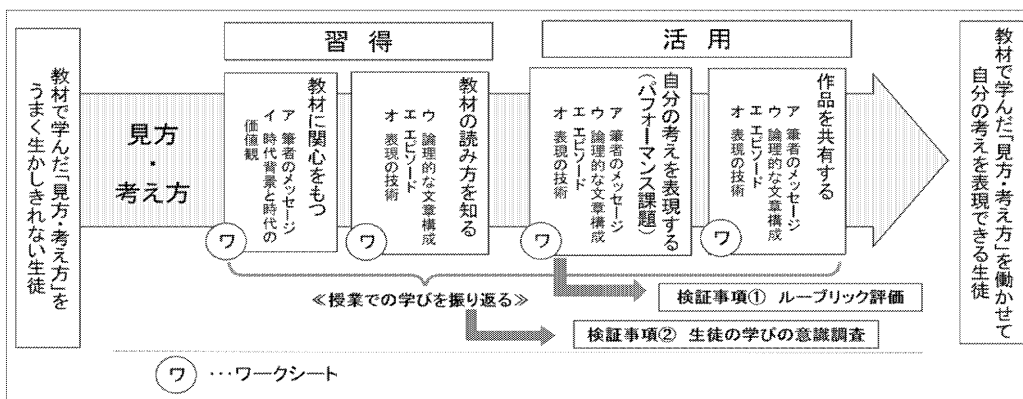 教材で学んだ「見方・考え方」を
うまく生かしきれない生徒
見方
・
考え方
習得
教材に関心をもつ
ア 筆者のメッセージ
イ 時代背景と時代の
価値観
ワ
教材の読み方を知る
ウ 論理的な文章構成
エ エピソード
オ 表現の技術
ワ
活用
自分の考えを表現する
(パフォーマンス課題)
ア 筆者のメッセージ
ウ 論理的な文章構成
エ エピソード
オ 表現の技術
ワ
作品を共有する
ア 筆者のメッセージ
ウ 論理的な文章構成
エ エピソード
オ 表現の技術
ワ
教材で学んだ「見方・考え方」を働かせて
自分の考えを表現できる生徒
≪授業での学びを振り返る≫
検証事項① ルーブリック評価
検証事項② 生徒の学びの意識調査
ワ …ワークシート